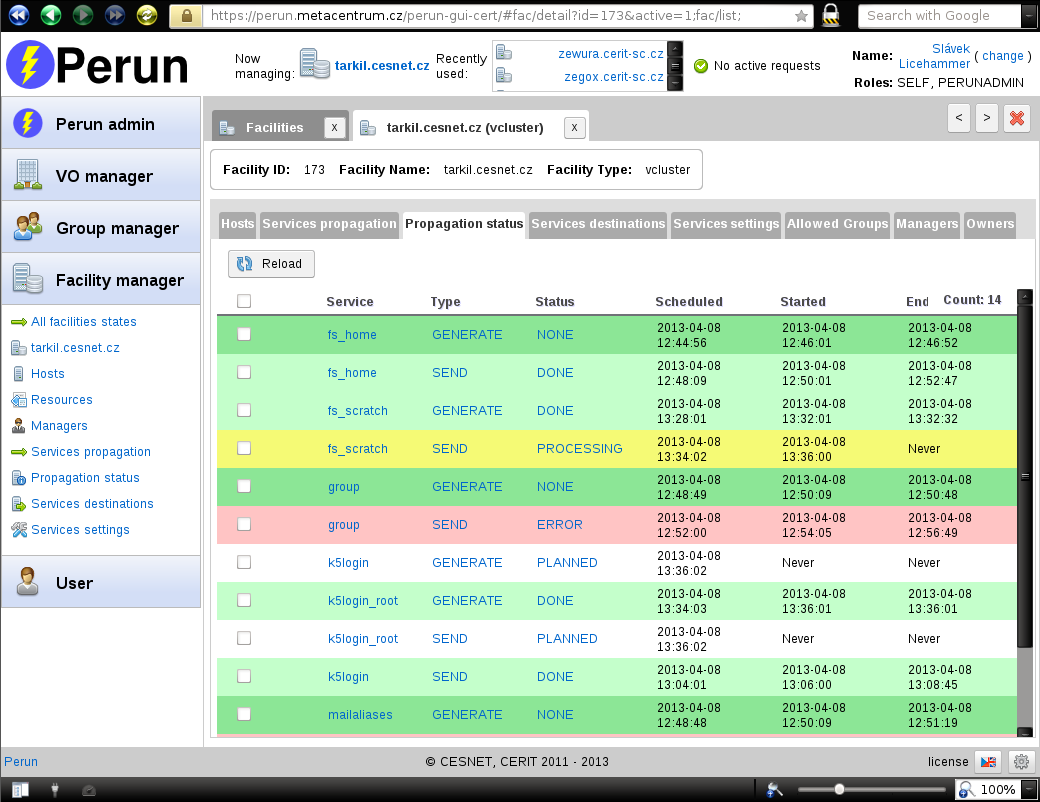 https://perun.metacentrum.cz/perun-gui-cert/#fac/detail?id=173&active=1;fac/list;
Search with Google
Perun
Now managing:
tarkil.cesnet.cz
Recently used:
zewura.cerit-sc.cz
zegox.cerit-sc.cz
No active requests
Name: Slávek Licehammer ( change )
Roles: SELF, PERUNADMIN
Perun admin
VO manager
Group manager
Facility manager
All facilities states
tarkil.cesnet.cz
Hosts
Resources
Managers
Services propagation
Propagation status
Services destinations
Services settings
User
Facilities x
tarkil.cesnet.cz (vcluster) x
< >
Facility ID: 173 Facility Name: tarkil.cesnet.cz Facility Type: vcluster
Hosts Services propagation Propagation status Services destinations Services settings Allowed Groups Managers Owners
Reload
Service Type Status Scheduled Started End Count: 14
fs_home GENERATE NONE 2013-04-08 12:44:56 2013-04-08 12:46:01 2013-04-08 12:46:52
fs_home SEND DONE 2013-04-08 12:48:09 2013-04-08 12:50:01 2013-04-08 12:52:47
fs_scratch GENERATE DONE 2013-04-08 13:28:01 2013-04-08 13:32:01 2013-04-08 13:32:32
fs_scratch SEND PROCESSING 2013-04-08 13:34:02 2013-04-08 13:36:00 Never
group GENERATE NONE 2013-04-08 12:48:49 2013-04-08 12:50:09 2013-04-08 12:50:48
group SEND ERROR 2013-04-08 12:52:00 2013-04-08 12:54:05 2013-04-08 12:56:49
k5login GENERATE PLANNED 2013-04-08 13:36:02 Never Never
k5login_root GENERATE DONE 2013-04-08 13:34:03 2013-04-08 13:36:01 2013-04-08 13:36:01
k5login_root SEND PLANNED 2013-04-08 13:36:02 Never Never
k5login SEND DONE 2013-04-08 13:04:01 2013-04-08 13:06:00 2013-04-08 13:08:45
mailaliases GENERATE NONE 2013-04-08 12:48:48 2013-04-08 12:50:09 2013-04-08 12:51:19
Perun
© CESNET, CERIT 2011 - 2013
license
100%